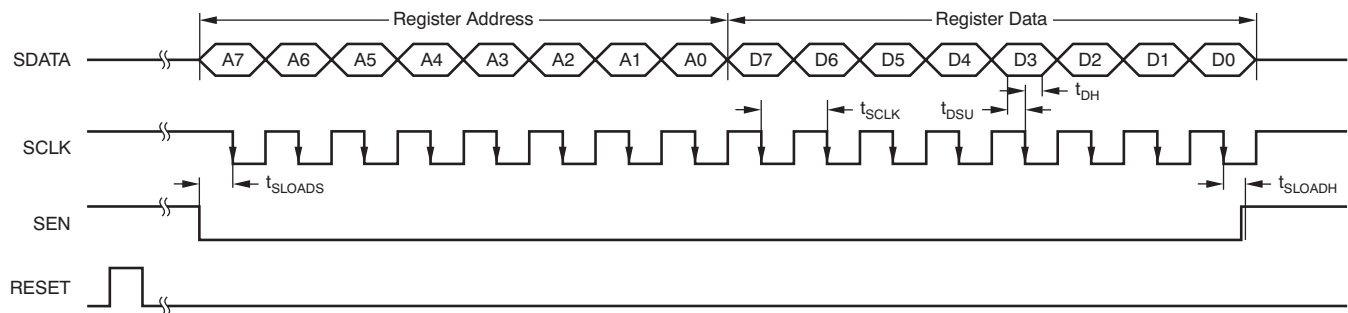 Register Address Register Data
SDATA A7 A6 A5 A4 A3 A2 A1 A0 D7 D6 D5 D4 D3 D2 D1 D0
tSCLK tDSU tDH
SCLK
tSLOADS tSLOADH
SEN
RESET